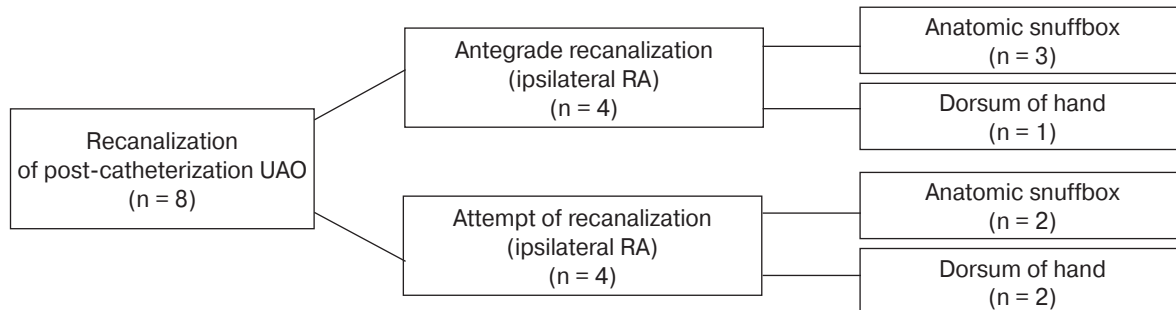 Recanalization
of post-catheterization UAO
(n = 8)
Antegrade recanalization
(ipsilateral RA)
(n = 4)
Anatomic snuffbox
(n = 3)
Dorsum of hand
(n = 1)
Attempt of recanalization
(ipsilateral RA)
(n = 4)
Anatomic snuffbox
(n = 2)
Dorsum of hand
(n = 2)